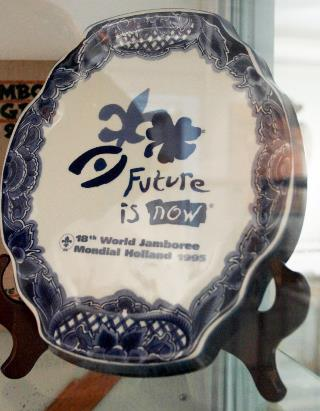 Future
is now
18th World Jamboree
Mondial Holland 1995